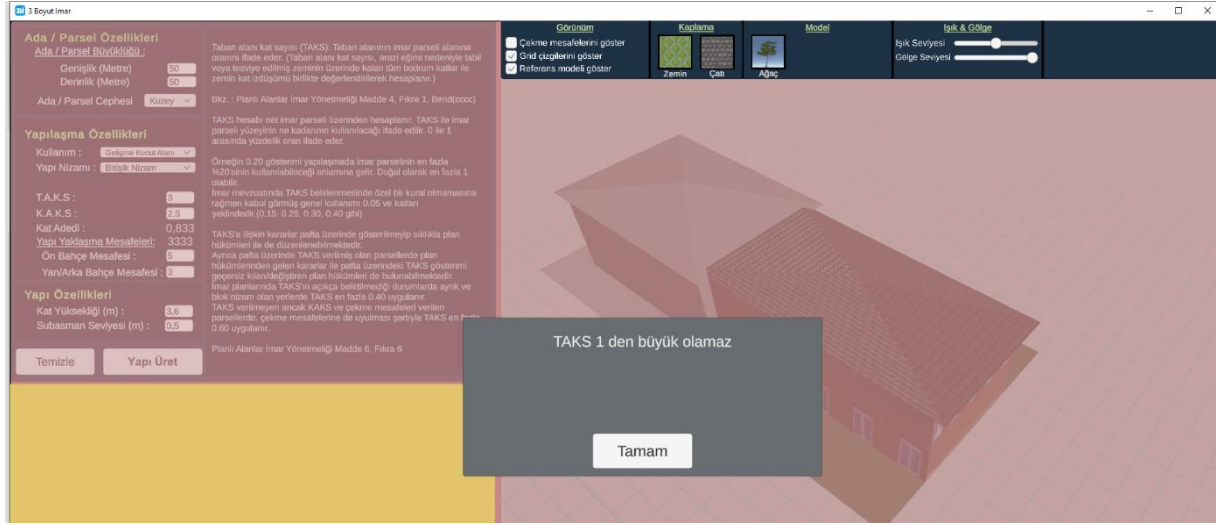 3 Boyut Imar
Ada / Parsel Özellikleri
Ada / Parsel Büyüklüğü :
Genişlik (Metre) 50
Derinlik (Metre) 50
Ada / Parsel Cephesi Kuzey
Yapılaşma Özellikleri
Kullanım : Gelişme Konut Alanı
Yapı Nizamı : Bitişik Nizam
T.A.K.S : 3
K.A.K.S : 2,5
Kat Adedi : 0,833
Yapı Yaklaşma Mesafeleri: 3333
Ön Bahçe Mesafesi : 5
Yan/Arka Bahçe Mesafesi : 3
Yapı Özellikleri
Kat Yüksekliği (m) : 3,6
Subasman Seviyesi (m) : 0,5
Temizle Yapı Üret
Taban alanı kat sayısı (TAKS): Taban alanının imar parseli alanına
oranını ifade eder. (Taban alanı kat sayısı, arazi eğimi nedeniyle tabii
veya tesviye edilmiş zeminin üzerinde kalan tüm bodrum katlar ile
zemin kat izdüşümü birlikte değerlendirilerek hesaplanır.)
Bkz. : Planlı Alanlar İmar Yönetmeliği Madde 4, Fıkra 1, Bend(cccc)
TAKS hesabı net imar parseli üzerinden hesaplanır. TAKS ile imar
parseli yüzeyinin ne kadarının kullanılacağı ifade edilir. 0 ile 1
arasında yüzdelik oran ifade eder.
Örneğin 0.20 gösterimi yapılaşmada imar parselinin en fazla
%20'sinin kullanılabileceği anlamına gelir. Doğal olarak en fazla 1
olabilir.
İmar mevzuatında TAKS belirlenmesinde özel bir kural olmamasına
rağmen kabul görmüş genel kullanımı 0.05 ve katları
şeklindedir (0.15, 0.25, 0.30, 0.40 gibi)
TAKS'a ilişkin kararlar pafta üzerinde gösterilmeyip sıklıkla plan
hükümleri ile de düzenlenebilmektedir.
Ayrıca pafta üzerinde TAKS verilmiş olan parsellerde plan
hükümlerinden gelen kararlar ile pafta üzerindeki TAKS gösterimi
geçersiz kılan/değiştiren plan hükümleri de bulunabilmektedir.
İmar planlarında TAKS'ın açıkça belirtilmediği durumlarda ayrık ve
blok nizam olan yerlerde TAKS en fazla 0.40 uygulanır.
TAKS verilmeyen ancak KAKS ve çekme mesafeleri verilen
parsellerde, çekme mesafelerine de uyulması şartıyla TAKS en fazla
0.60 uygulanır.
Planlı Alanlar İmar Yönetmeliği Madde 6, Fıkra 6
Görünüm
Çekme mesafelerini göster
Grid çizgilerini göster
Referans modeli göster
Kaplama
Zemin Çatı
Model
Ağaç
Işık & Gölge
Işık Seviyesi
Gölge Seviyesi
TAKS 1 den büyük olamaz
Tamam